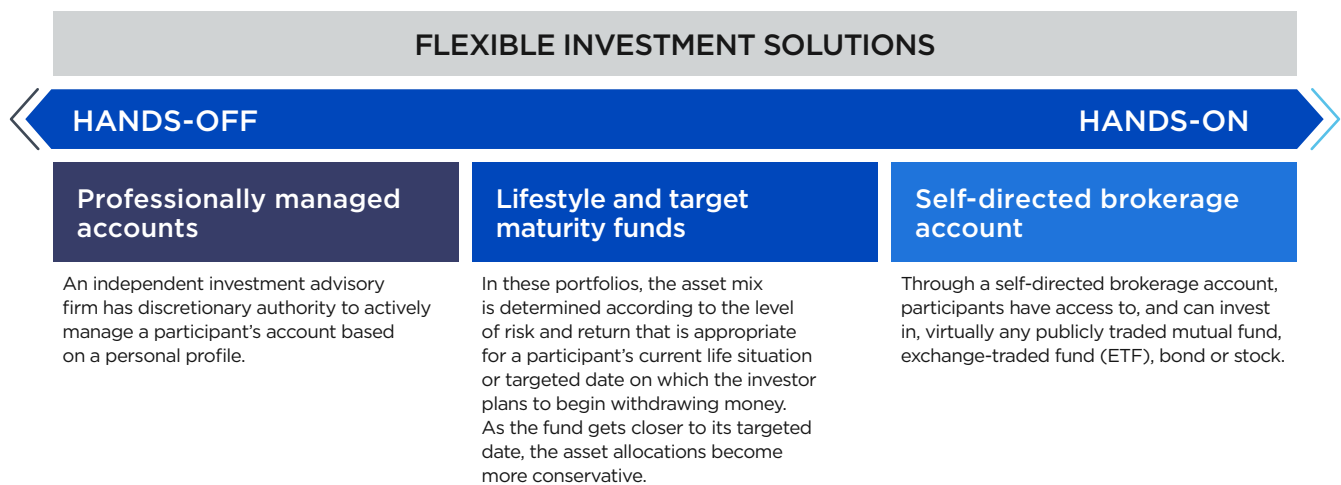 FLEXIBLE INVESTMENT SOLUTIONS
HANDS-OFF
HANDS-ON
Professionally managed
accounts
An independent investment advisory
firm has discretionary authority to actively
manage a participant’s account based
on a personal profile.
Lifestyle and target
maturity funds
In these portfolios, the asset mix
is determined according to the level
of risk and return that is appropriate
for a participant’s current life situation
or targeted date on which the investor
plans to begin withdrawing money.
As the fund gets closer to its targeted
date, the asset allocations become
more conservative.
Self-directed brokerage
account
Through a self-directed brokerage account,
participants have access to, and can invest
in, virtually any publicly traded mutual fund,
exchange-traded fund (ETF), bond or stock.